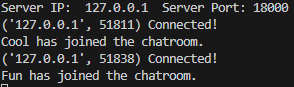 Server IP:  127.0.0.1  Server Port: 18000
('127.0.0.1', 51811) Connected!
Cool has joined the chatroom.
('127.0.0.1', 51838) Connected!
Fun has joined the chatroom.